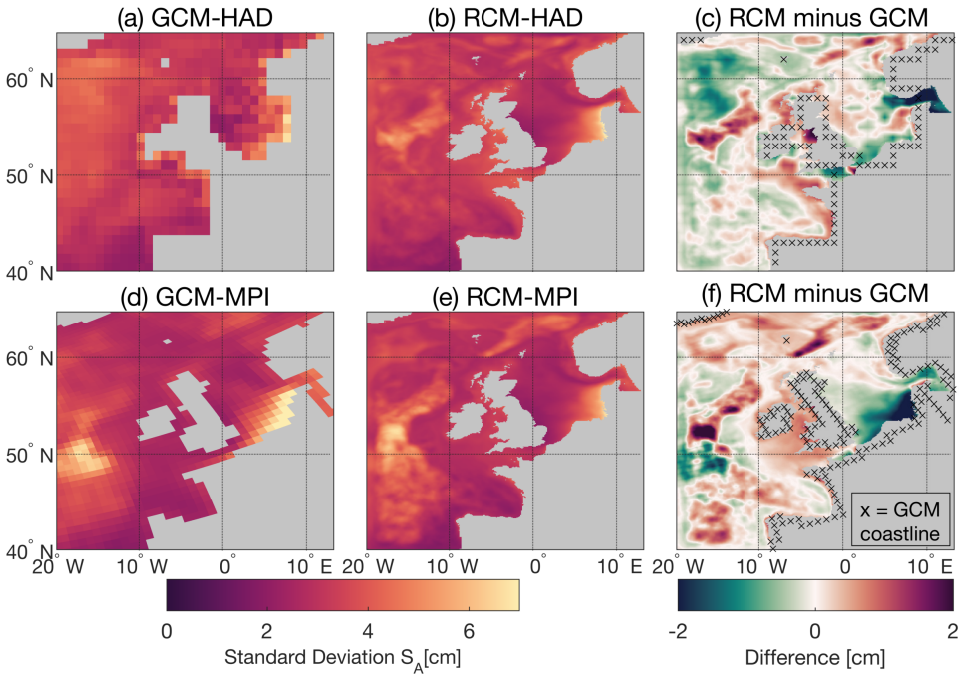 (a) GCM-HAD
(b) RCM-HAD
(c) RCM minus GCM
60° N
50° N
40° N
(d) GCM-MPI
(e) RCM-MPI
(f) RCM minus GCM
60° N
50° N
40° N
x = GCM
coastline
20° W 10° W 0° 10° E
20° W 10° W 0° 10° E
20° W 10° W 0° 10° E
0 2 4 6
Standard Deviation S_A[cm]
-2 0 2
Difference [cm]